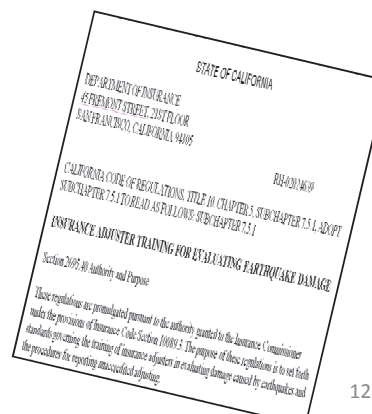 STATE OF CALIFORNIA
DEPARTMENT OF INSURANCE
45 FREMONT STREET, 21ST FLOOR
SAN FRANCISCO, CALIFORNIA 94105
RH-02024639
CALIFORNIA CODE OF REGULATIONS, TITLE 10, CHAPTER 5, SUBCHAPTER 7.5.1, ADOPT
SUBCHAPTER 7.5.1 TO READ AS FOLLOWS: SUBCHAPTER 7.5.1
INSURANCE ADJUSTER TRAINING FOR EVALUATING EARTHQUAKE DAMAGE
Section 2695.40 Authority and Purpose
These regulations are promulgated pursuant to the authority granted to the Insurance Commissioner
under the provisions of Insurance Code Section 10089.3. The purpose of these regulations is to set forth
standards governing the training of insurance adjusters in evaluating damage caused by earthquakes and
the procedures for reporting unaccredited adjusting.
12